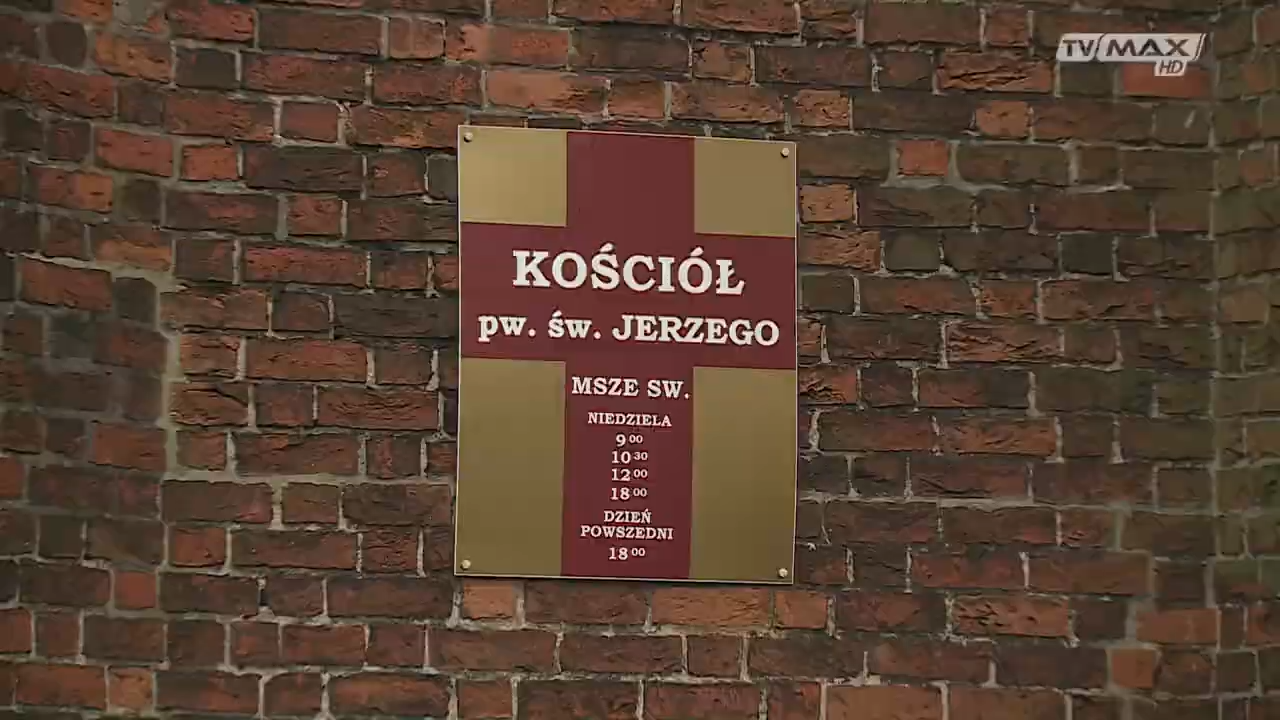 TV MAX
HD
KOŚCIÓŁ
pw. św. JERZEGO
MSZE SW.
NIEDZIELA
9 00
10 30
12 00
18 00
DZIEŃ
POWSZEDNI
18 00